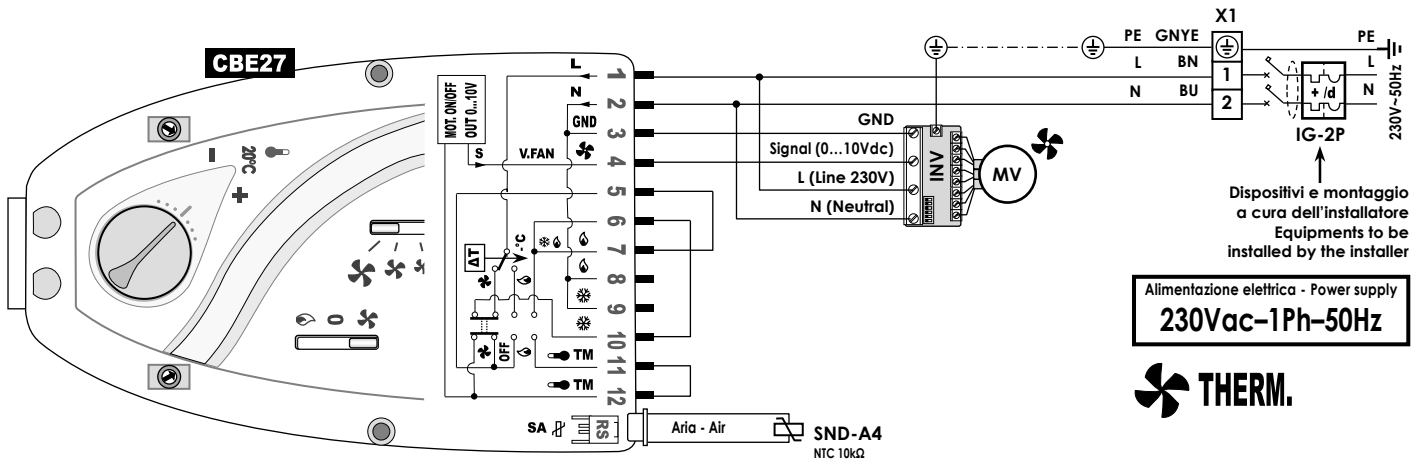 CBE27
20°C
MOT. ON/OFF
OUT 0...10V
L
N
GND
S
V.FAN
ΔT
-°C
OFF
TM
TM
SA
RS
1
2
3
4
5
6
7
8
9
10
11
12
Aria - Air
SND-A4
NTC 10kΩ
GND
Signal (0...10Vdc)
L (Line 230V)
N (Neutral)
INV
MV
X1
PE GNYE
L BN
N BU
1
2
+ /d
IG-2P
PE
L
N
230V~50Hz
Dispositivi e montaggio
a cura dell'installatore
Equipments to be
installed by the installer
Alimentazione elettrica - Power supply
230Vac–1Ph–50Hz
THERM.